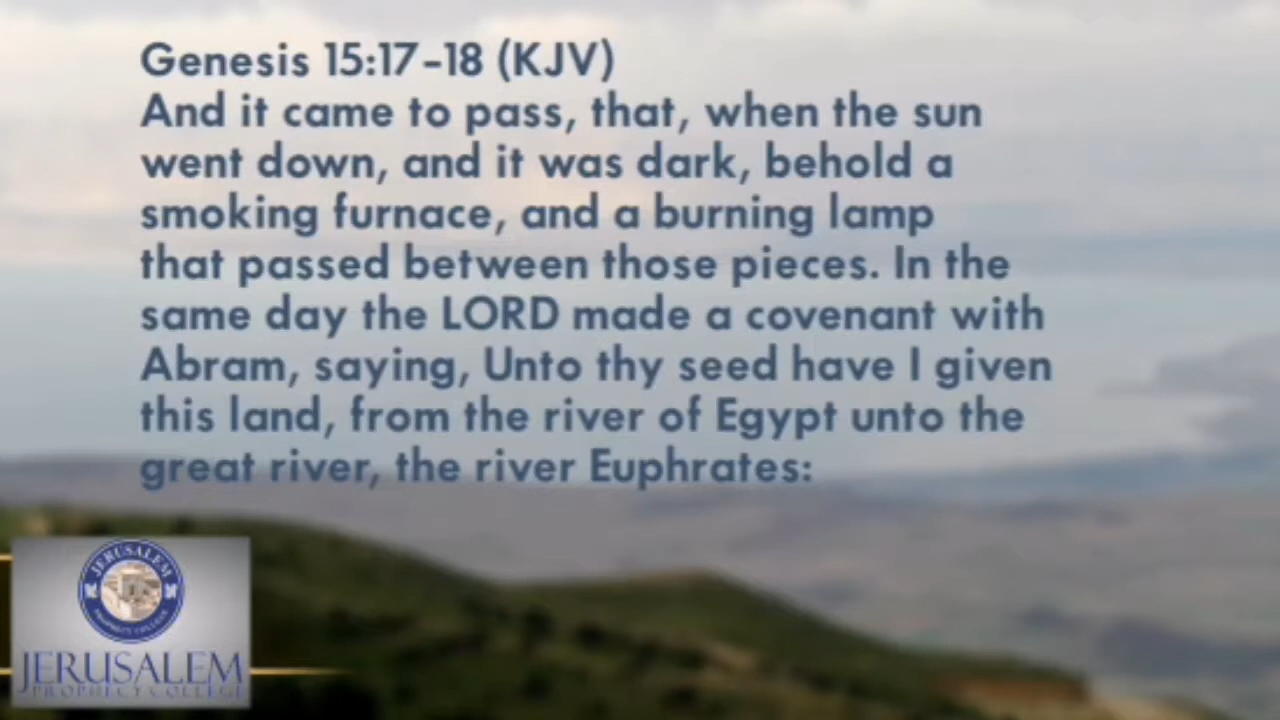 Genesis 15:17-18 (KJV)
And it came to pass, that, when the sun
went down, and it was dark, behold a
smoking furnace, and a burning lamp
that passed between those pieces. In the
same day the LORD made a covenant with
Abram, saying, Unto thy seed have I given
this land, from the river of Egypt unto the
great river, the river Euphrates:
JERUSALEM
PROPHECY COLLEGE
JERUSALEM
PROPHECY COLLEGE